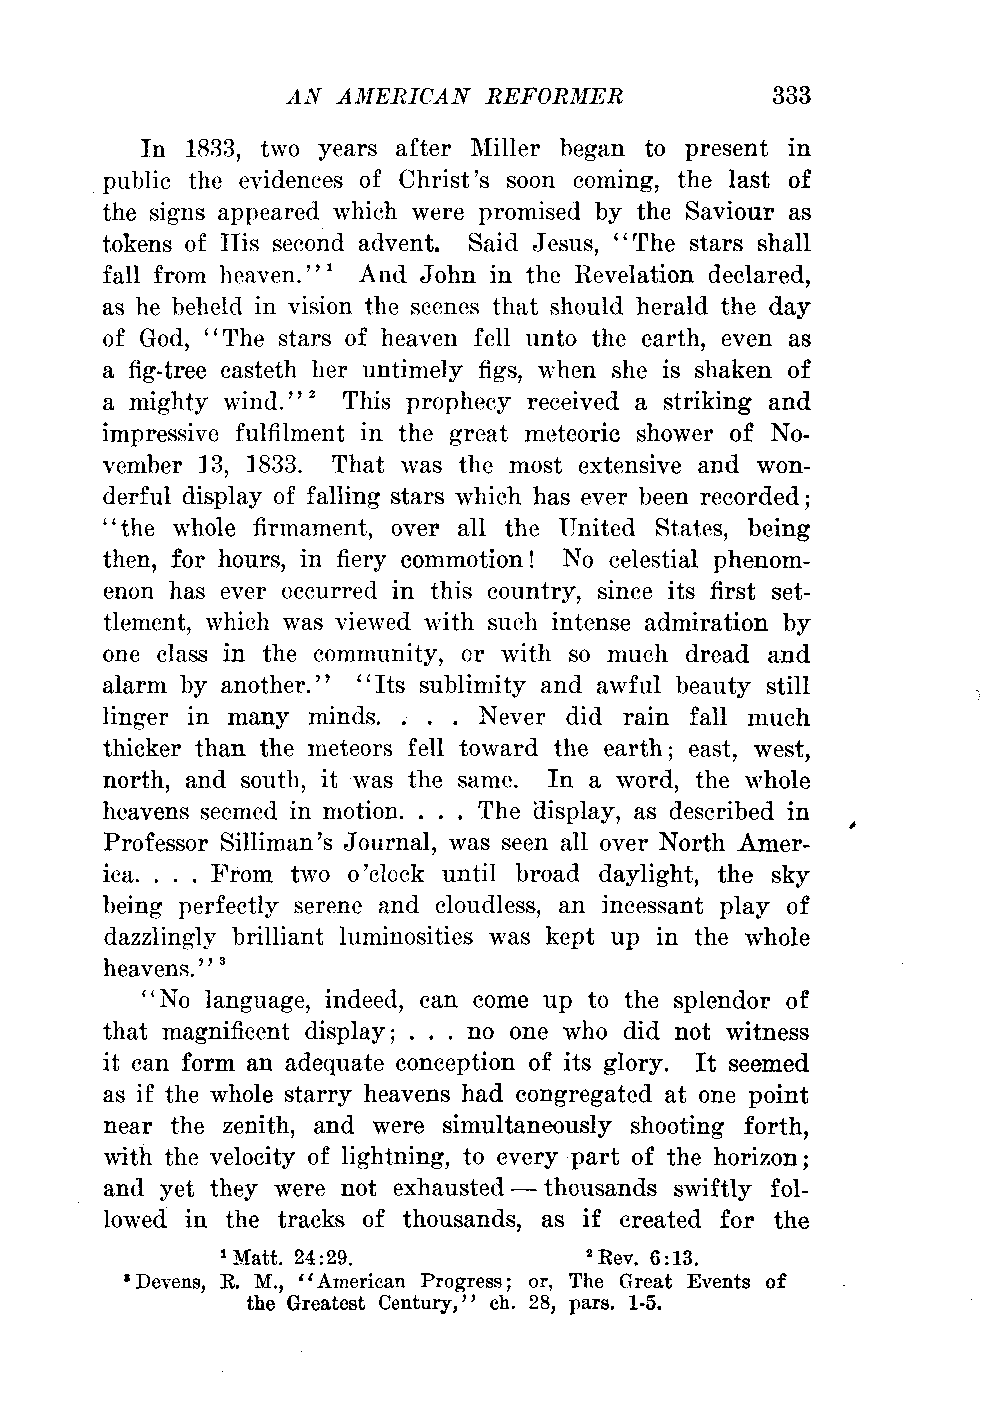 AN AMERICAN REFORMER 333
In 1833, two years after Miller began to present in
public the evidences of Christ's soon coming, the last of
the signs appeared which were promised by the Saviour as
tokens of His second advent. Said Jesus, "The stars shall
fall from heaven."¹ And John in the Revelation declared,
as he beheld in vision the scenes that should herald the day
of God, "The stars of heaven fell unto the earth, even as
a fig-tree casteth her untimely figs, when she is shaken of
a mighty wind."² This prophecy received a striking and
impressive fulfilment in the great meteoric shower of No-
vember 13, 1833. That was the most extensive and won-
derful display of falling stars which has ever been recorded;
"the whole firmament, over all the United States, being
then, for hours, in fiery commotion! No celestial phenom-
enon has ever occurred in this country, since its first set-
tlement, which was viewed with such intense admiration by
one class in the community, or with so much dread and
alarm by another." "Its sublimity and awful beauty still
linger in many minds. . . . Never did rain fall much
thicker than the meteors fell toward the earth; east, west,
north, and south, it was the same. In a word, the whole
heavens seemed in motion. . . . The display, as described in
Professor Silliman's Journal, was seen all over North Amer-
ica. . . . From two o'clock until broad daylight, the sky
being perfectly serene and cloudless, an incessant play of
dazzlingly brilliant luminosities was kept up in the whole
heavens."³
"No language, indeed, can come up to the splendor of
that magnificent display; . . . no one who did not witness
it can form an adequate conception of its glory. It seemed
as if the whole starry heavens had congregated at one point
near the zenith, and were simultaneously shooting forth,
with the velocity of lightning, to every part of the horizon;
and yet they were not exhausted — thousands swiftly fol-
lowed in the tracks of thousands, as if created for the
¹ Matt. 24:29. ² Rev. 6:13.
³ Devens, R. M., "American Progress; or, The Great Events of
the Greatest Century," ch. 28, pars. 1-5.